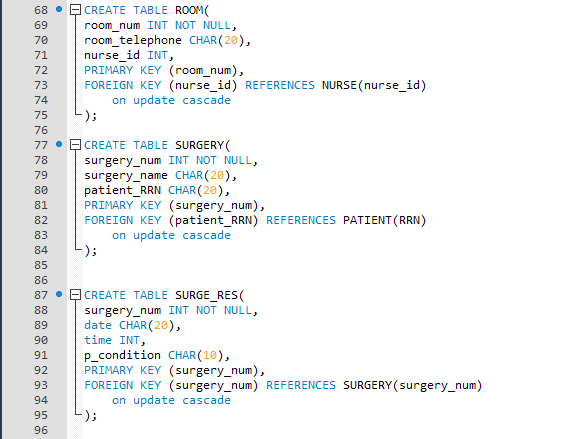 68 CREATE TABLE ROOM(
69 room_num INT NOT NULL,
70 room_telephone CHAR(20),
71 nurse_id INT,
72 PRIMARY KEY (room_num),
73 FOREIGN KEY (nurse_id) REFERENCES NURSE(nurse_id)
74 on update cascade
75 );
76
77 CREATE TABLE SURGERY(
78 surgery_num INT NOT NULL,
79 surgery_name CHAR(20),
80 patient_RRN CHAR(20),
81 PRIMARY KEY (surgery_num),
82 FOREIGN KEY (patient_RRN) REFERENCES PATIENT(RRN)
83 on update cascade
84 );
85
86
87 CREATE TABLE SURGE_RES(
88 surgery_num INT NOT NULL,
89 date CHAR(20),
90 time INT,
91 p_condition CHAR(10),
92 PRIMARY KEY (surgery_num),
93 FOREIGN KEY (surgery_num) REFERENCES SURGERY(surgery_num)
94 on update cascade
95 );
96